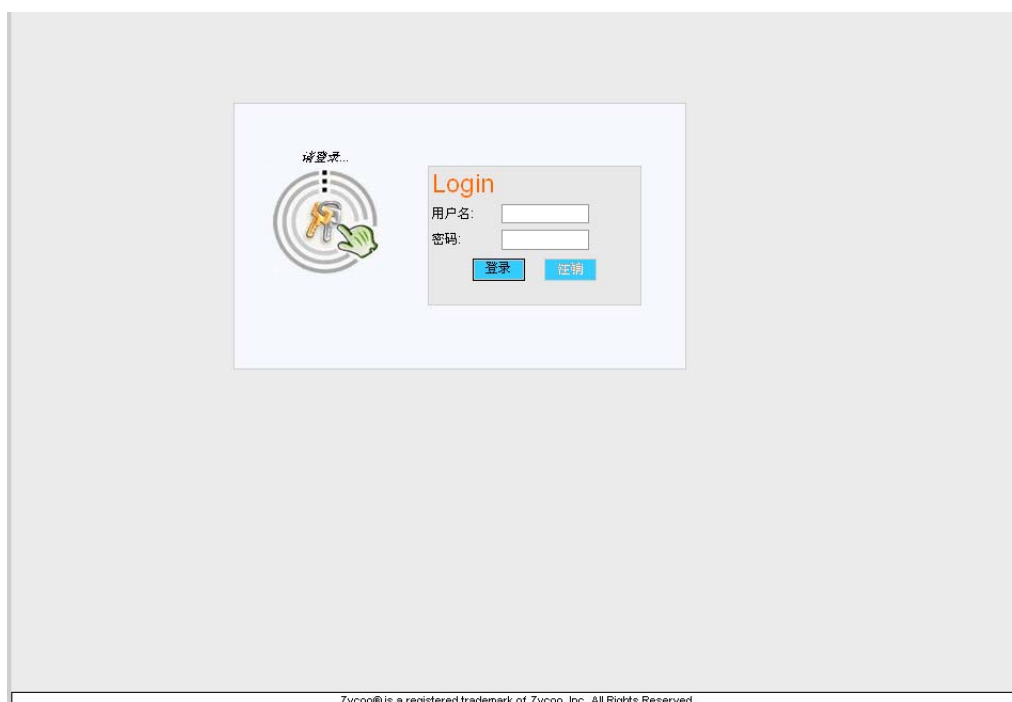 请登录...
Login
用户名:
密码:
登录
注销
Zycoo® is a registered trademark of Zycoo, Inc. All Rights Reserved